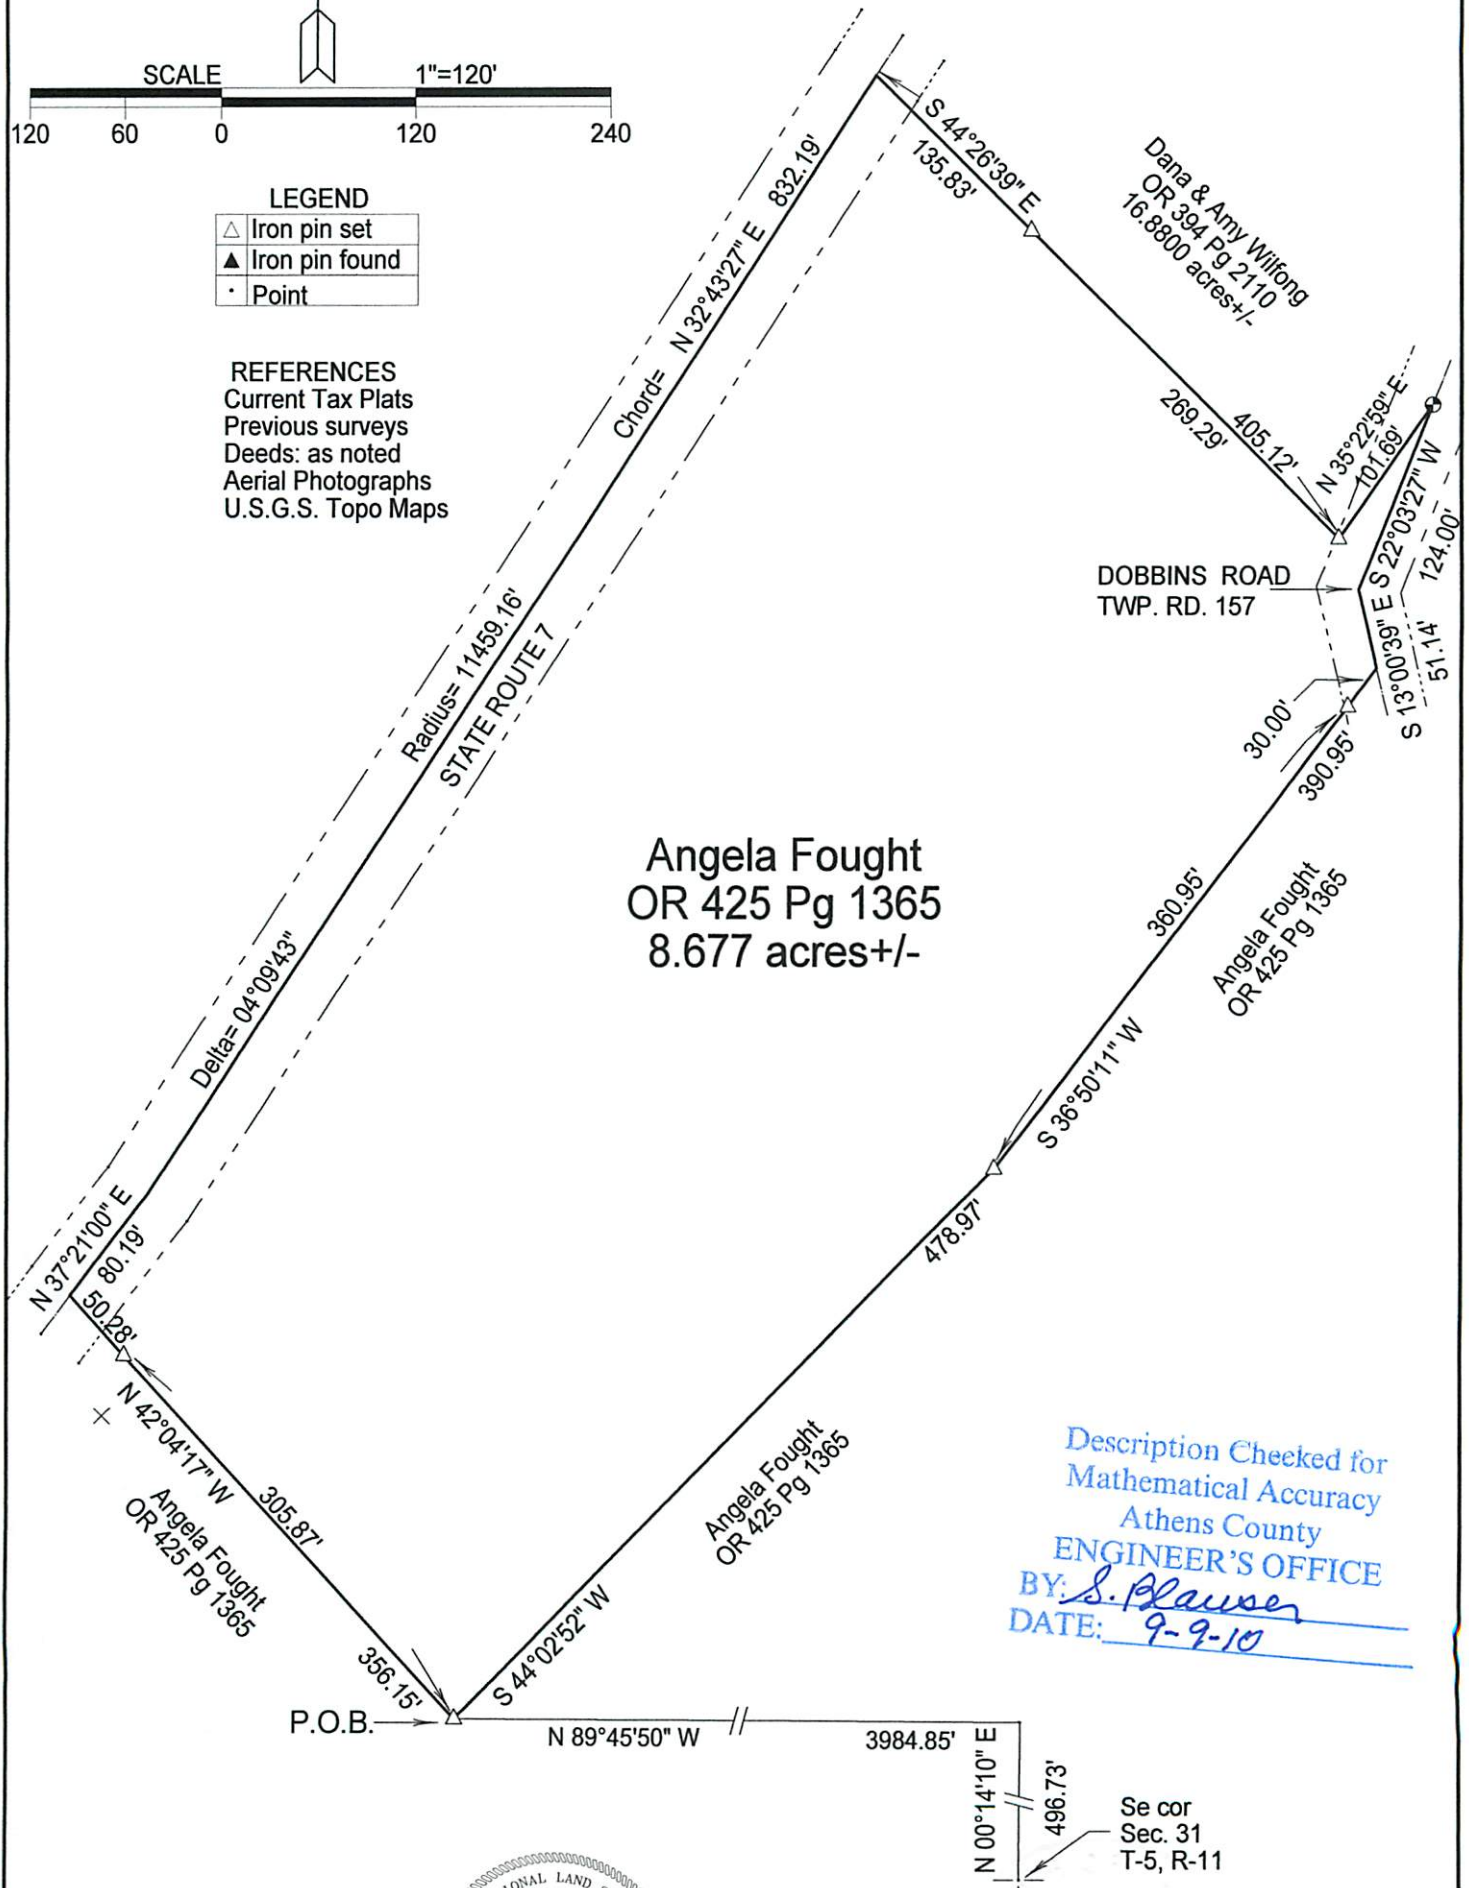 SCALE 1"=120'
120 60 0 120 240
LEGEND
Iron pin set
Iron pin found
Point
REFERENCES
Current Tax Plats
Previous surveys
Deeds: as noted
Aerial Photographs
U.S.G.S. Topo Maps
Chord= N 32°43'27" E 832.19'
Radius= 11459.16'
STATE ROUTE 7
Delta= 04°09'43"
S 44°26'39" E
135.83'
Dana & Amy Wilfong
OR 394 Pg 2110
16.8800 acres+/-
269.29'
405.12'
N 35°22'59" E
101.69'
S 22°03'27" W
124.00'
DOBBINS ROAD
TWP. RD. 157
S 13°00'39" E
51.14'
30.00'
390.95'
Angela Fought
OR 425 Pg 1365
8.677 acres+/-
360.95'
Angela Fought
OR 425 Pg 1365
S 36°50'11" W
478.97'
N 37°21'00" E
80.19'
50.28'
N 42°04'17" W
305.87'
Angela Fought
OR 425 Pg 1365
356.15'
Angela Fought
OR 425 Pg 1365
S 44°02'52" W
Description Checked for
Mathematical Accuracy
Athens County
ENGINEER'S OFFICE
BY: S. Blauser
DATE: 9-9-10
P.O.B.
N 89°45'50" W 3984.85'
N 00°14'10" E
496.73'
Se cor
Sec. 31
T-5, R-11
LAND